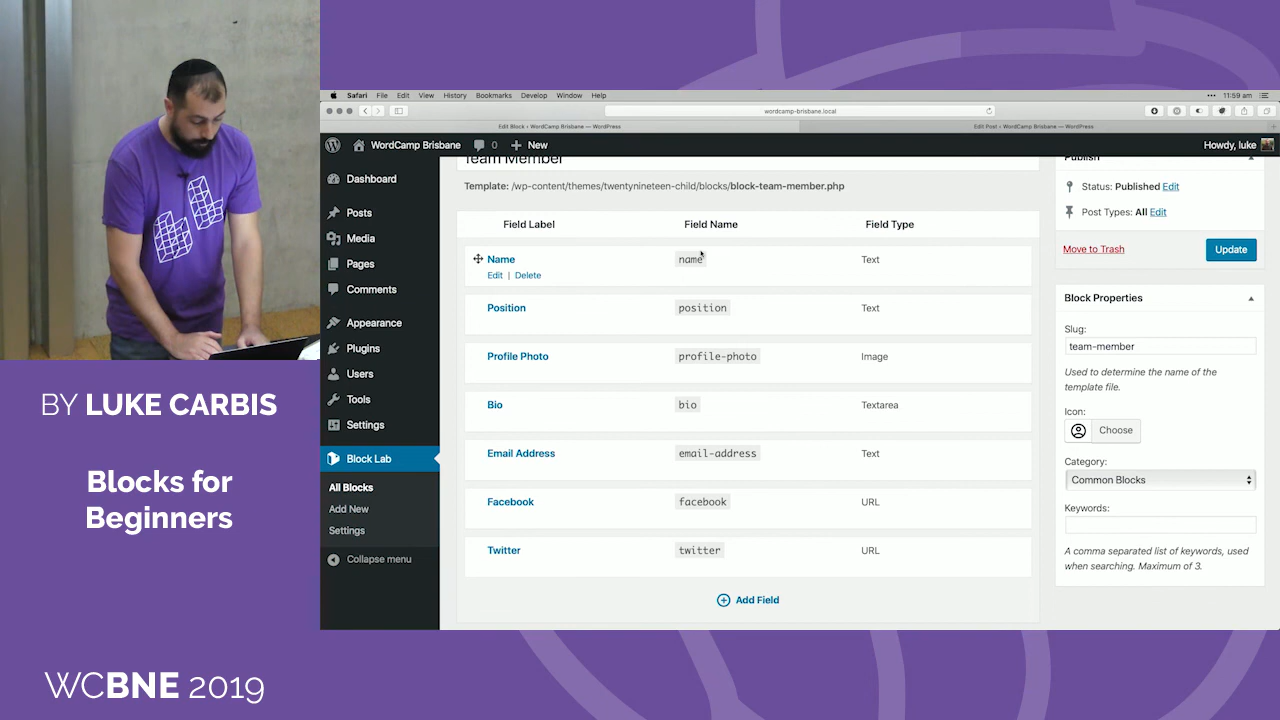 Safari File Edit View History Bookmarks Develop Window Help 11:59 am
wordcamp-brisbane.local
Edit Block ‹ WordCamp Brisbane — WordPress Edit Post ‹ WordCamp Brisbane — WordPress
WordCamp Brisbane 0 New Howdy, luke
Dashboard
Posts
Media
Pages
Comments
Appearance
Plugins
Users
Tools
Settings
Block Lab
All Blocks
Add New
Settings
Collapse menu
Team Member
Template: /wp-content/themes/twentynineteen-child/blocks/block-team-member.php
Field Label Field Name Field Type
Name name Text
Edit | Delete
Position position Text
Profile Photo profile-photo Image
Bio bio Textarea
Email Address email-address Text
Facebook facebook URL
Twitter twitter URL
Add Field
Publish
Status: Published Edit
Post Types: All Edit
Move to Trash Update
Block Properties
Slug:
team-member
Used to determine the name of the
template file.
Icon:
Choose
Category:
Common Blocks
Keywords:
A comma separated list of keywords, used
when searching. Maximum of 3.
BY LUKE CARBIS
Blocks for
Beginners
WCBNE 2019